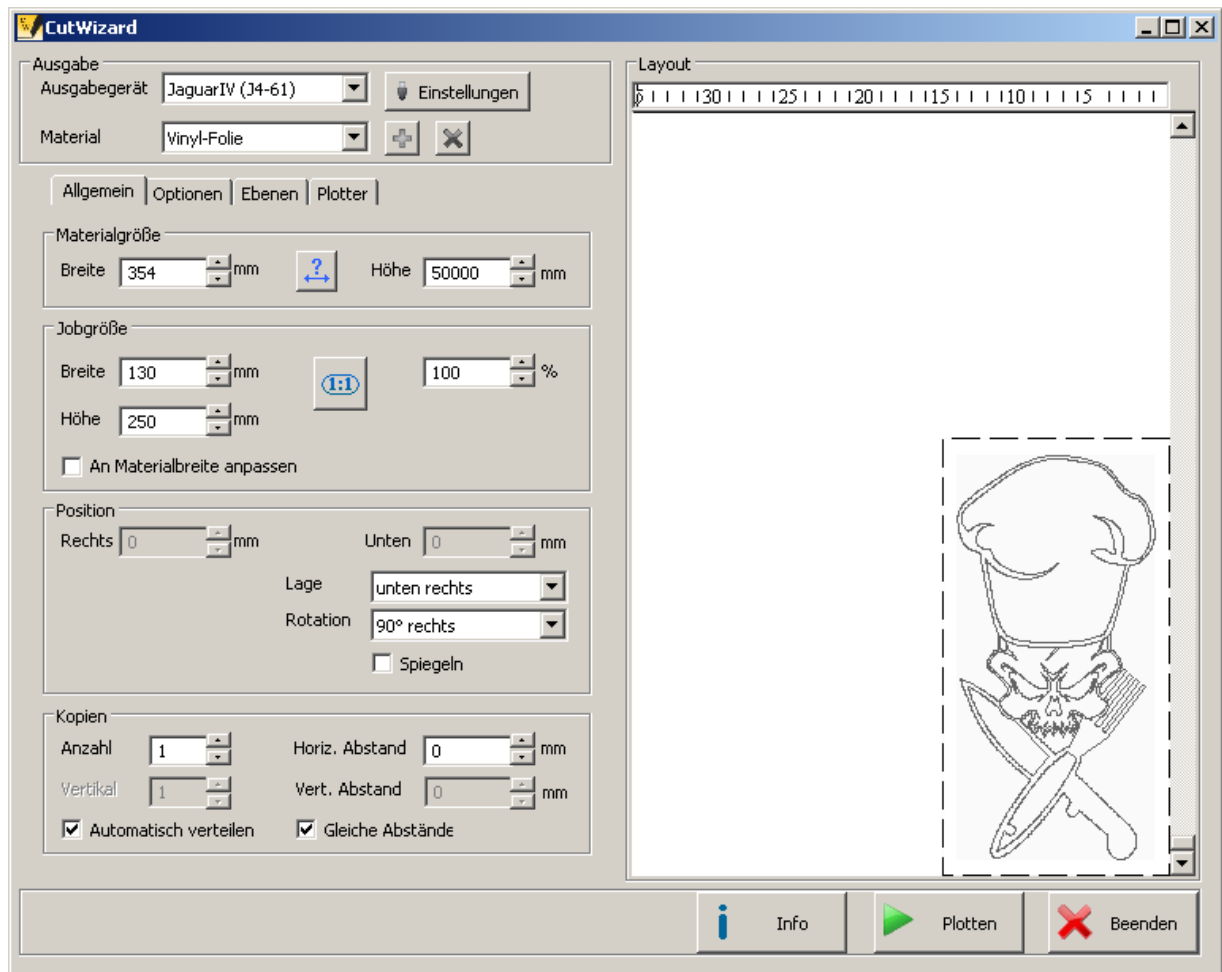 CutWizard
Ausgabe
Ausgabegerät JaguarIV (J4-61) Einstellungen
Material Vinyl-Folie
Allgemein Optionen Ebenen Plotter
Materialgröße
Breite 354 mm ? Höhe 50000 mm
Jobgröße
Breite 130 mm 1:1 100 %
Höhe 250 mm
An Materialbreite anpassen
Position
Rechts 0 mm Unten 0 mm
Lage unten rechts
Rotation 90° rechts
Spiegeln
Kopien
Anzahl 1 Horiz. Abstand 0 mm
Vertikal 1 Vert. Abstand 0 mm
Automatisch verteilen Gleiche Abstände
Layout
30 25 20 15 10 5
Info Plotten Beenden